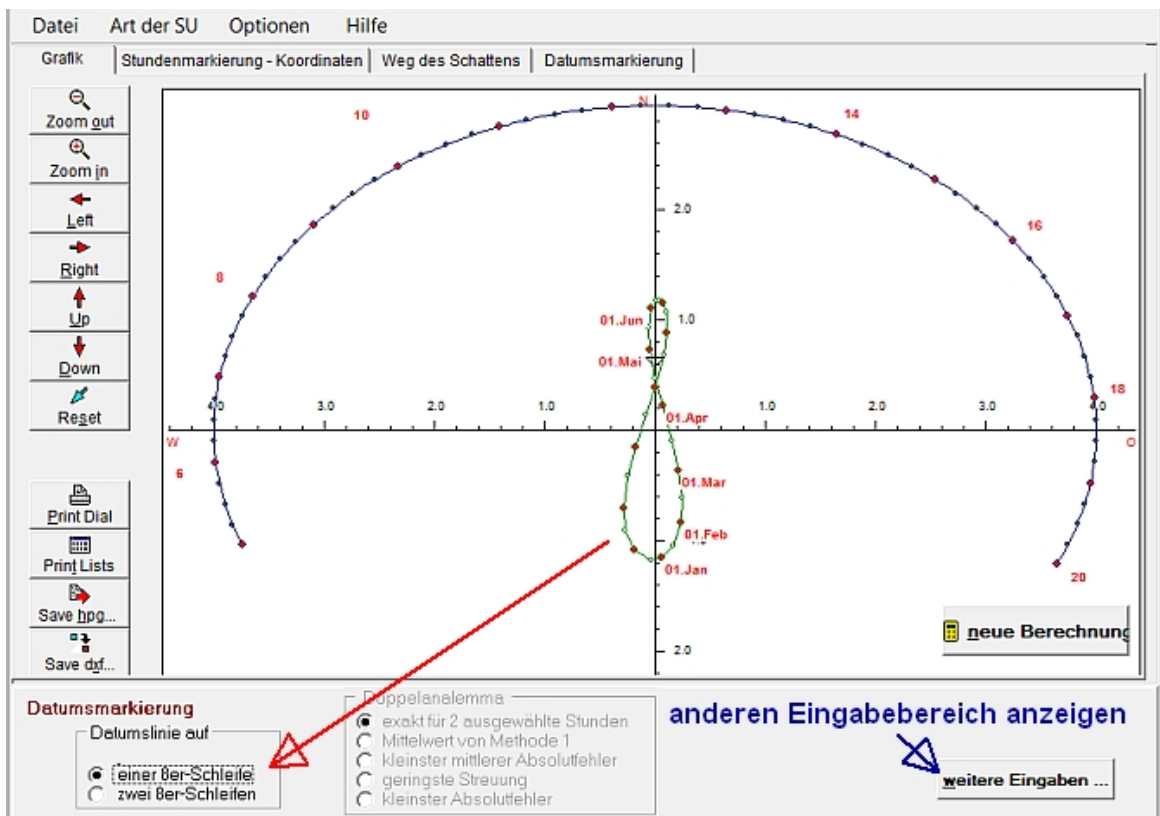 Datei Art der SU Optionen Hilfe
Grafik Stundenmarkierung - Koordinaten Weg des Schattens Datumsmarkierung
Zoom out
Zoom in
Left
Right
Up
Down
Reset
Print Dial
Print Lists
Save hpg...
Save dxf...
N
10 14
2.0
16
8
1.0
01.Jun
01.Mai
18
4.0 3.0 2.0 1.0 1.0 2.0 3.0 4.0
01.Apr
W O
6
01.Mar
01.Feb
01.Jan
20
2.0
neue Berechnung
Datumsmarkierung
Datumslinie auf
einer 8er-Schleife
zwei 8er-Schleifen
Doppelanalemma
exakt für 2 ausgewählte Stunden
Mittelwert von Methode 1
kleinster mittlerer Absolutfehler
geringste Streuung
kleinster Absolutfehler
anderen Eingabebereich anzeigen
weitere Eingaben ...